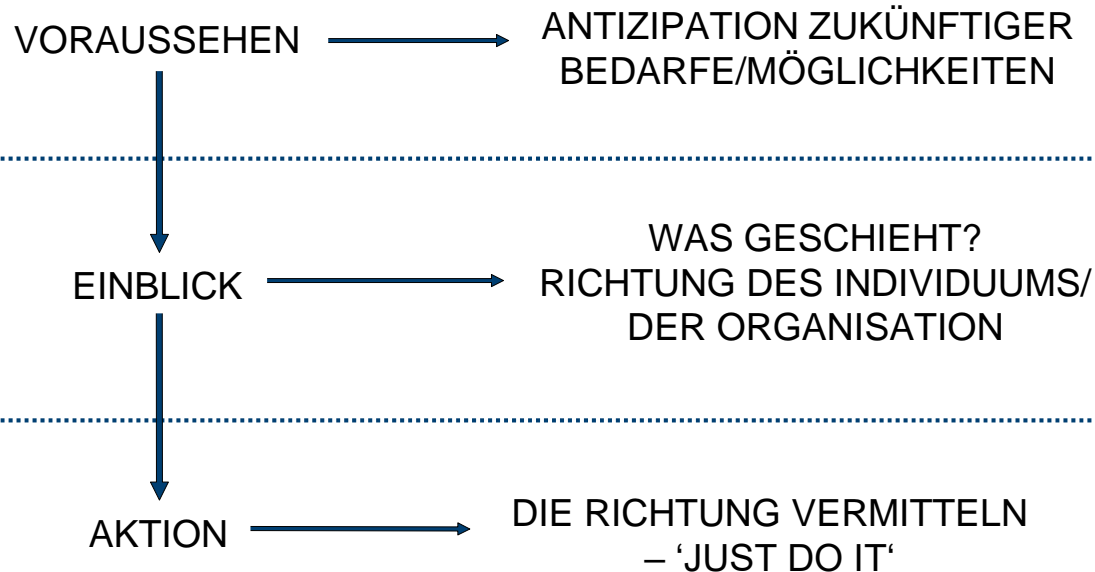 VORAUSSEHEN
ANTIZIPATION ZUKÜNFTIGER
BEDARFE/MÖGLICHKEITEN
EINBLICK
WAS GESCHIEHT?
RICHTUNG DES INDIVIDUUMS/
DER ORGANISATION
AKTION
DIE RICHTUNG VERMITTELN
– ‘JUST DO IT‘